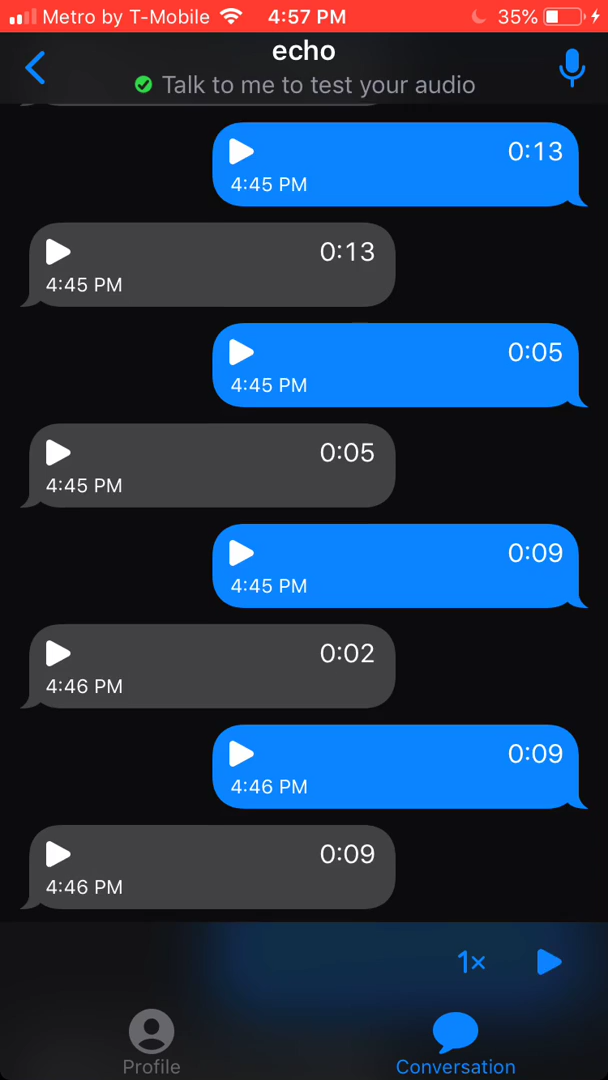 Metro by T-Mobile 4:57 PM 35%
echo
Talk to me to test your audio
0:13
4:45 PM
0:13
4:45 PM
0:05
4:45 PM
0:05
4:45 PM
0:09
4:45 PM
0:02
4:46 PM
0:09
4:46 PM
0:09
4:46 PM
1×
Profile Conversation